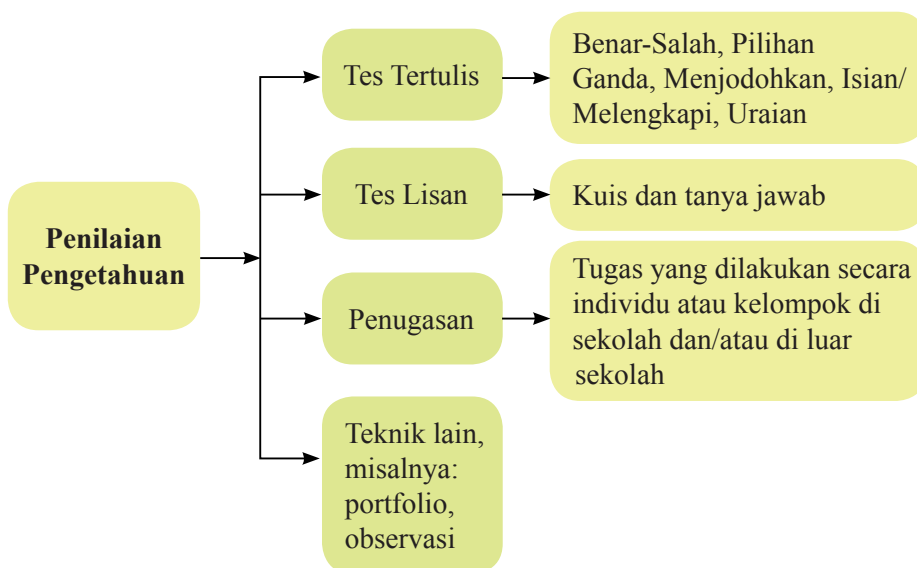 Penilaian
Pengetahuan
Tes Tertulis
Benar-Salah, Pilihan
Ganda, Menjodohkan, Isian/
Melengkapi, Uraian
Tes Lisan
Kuis dan tanya jawab
Penugasan
Tugas yang dilakukan secara
individu atau kelompok di
sekolah dan/atau di luar
sekolah
Teknik lain,
misalnya:
portfolio,
observasi